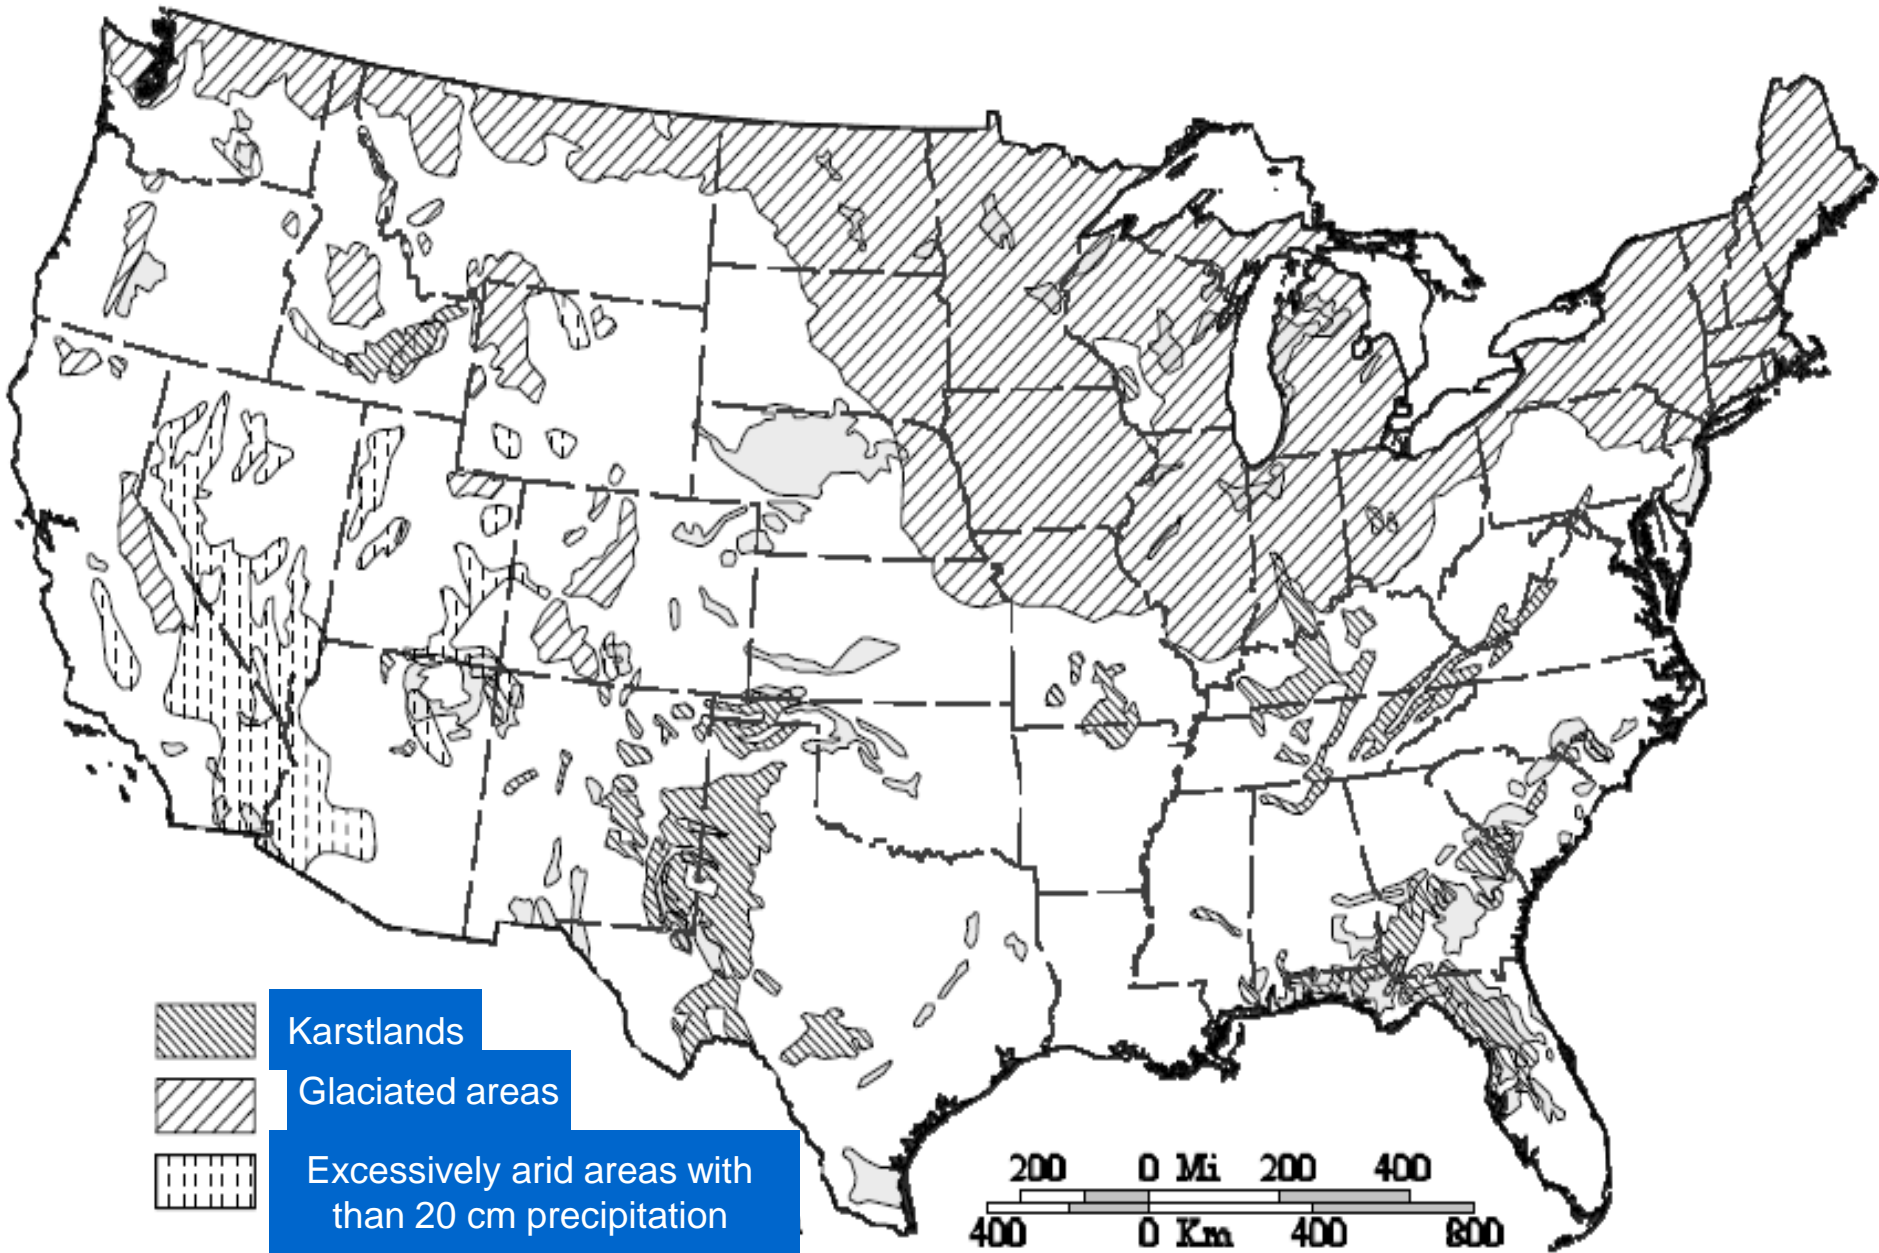 Karstlands
Glaciated areas
Excessively arid areas with
than 20 cm precipitation
200 0 Mi 200 400
400 0 Km 400 800